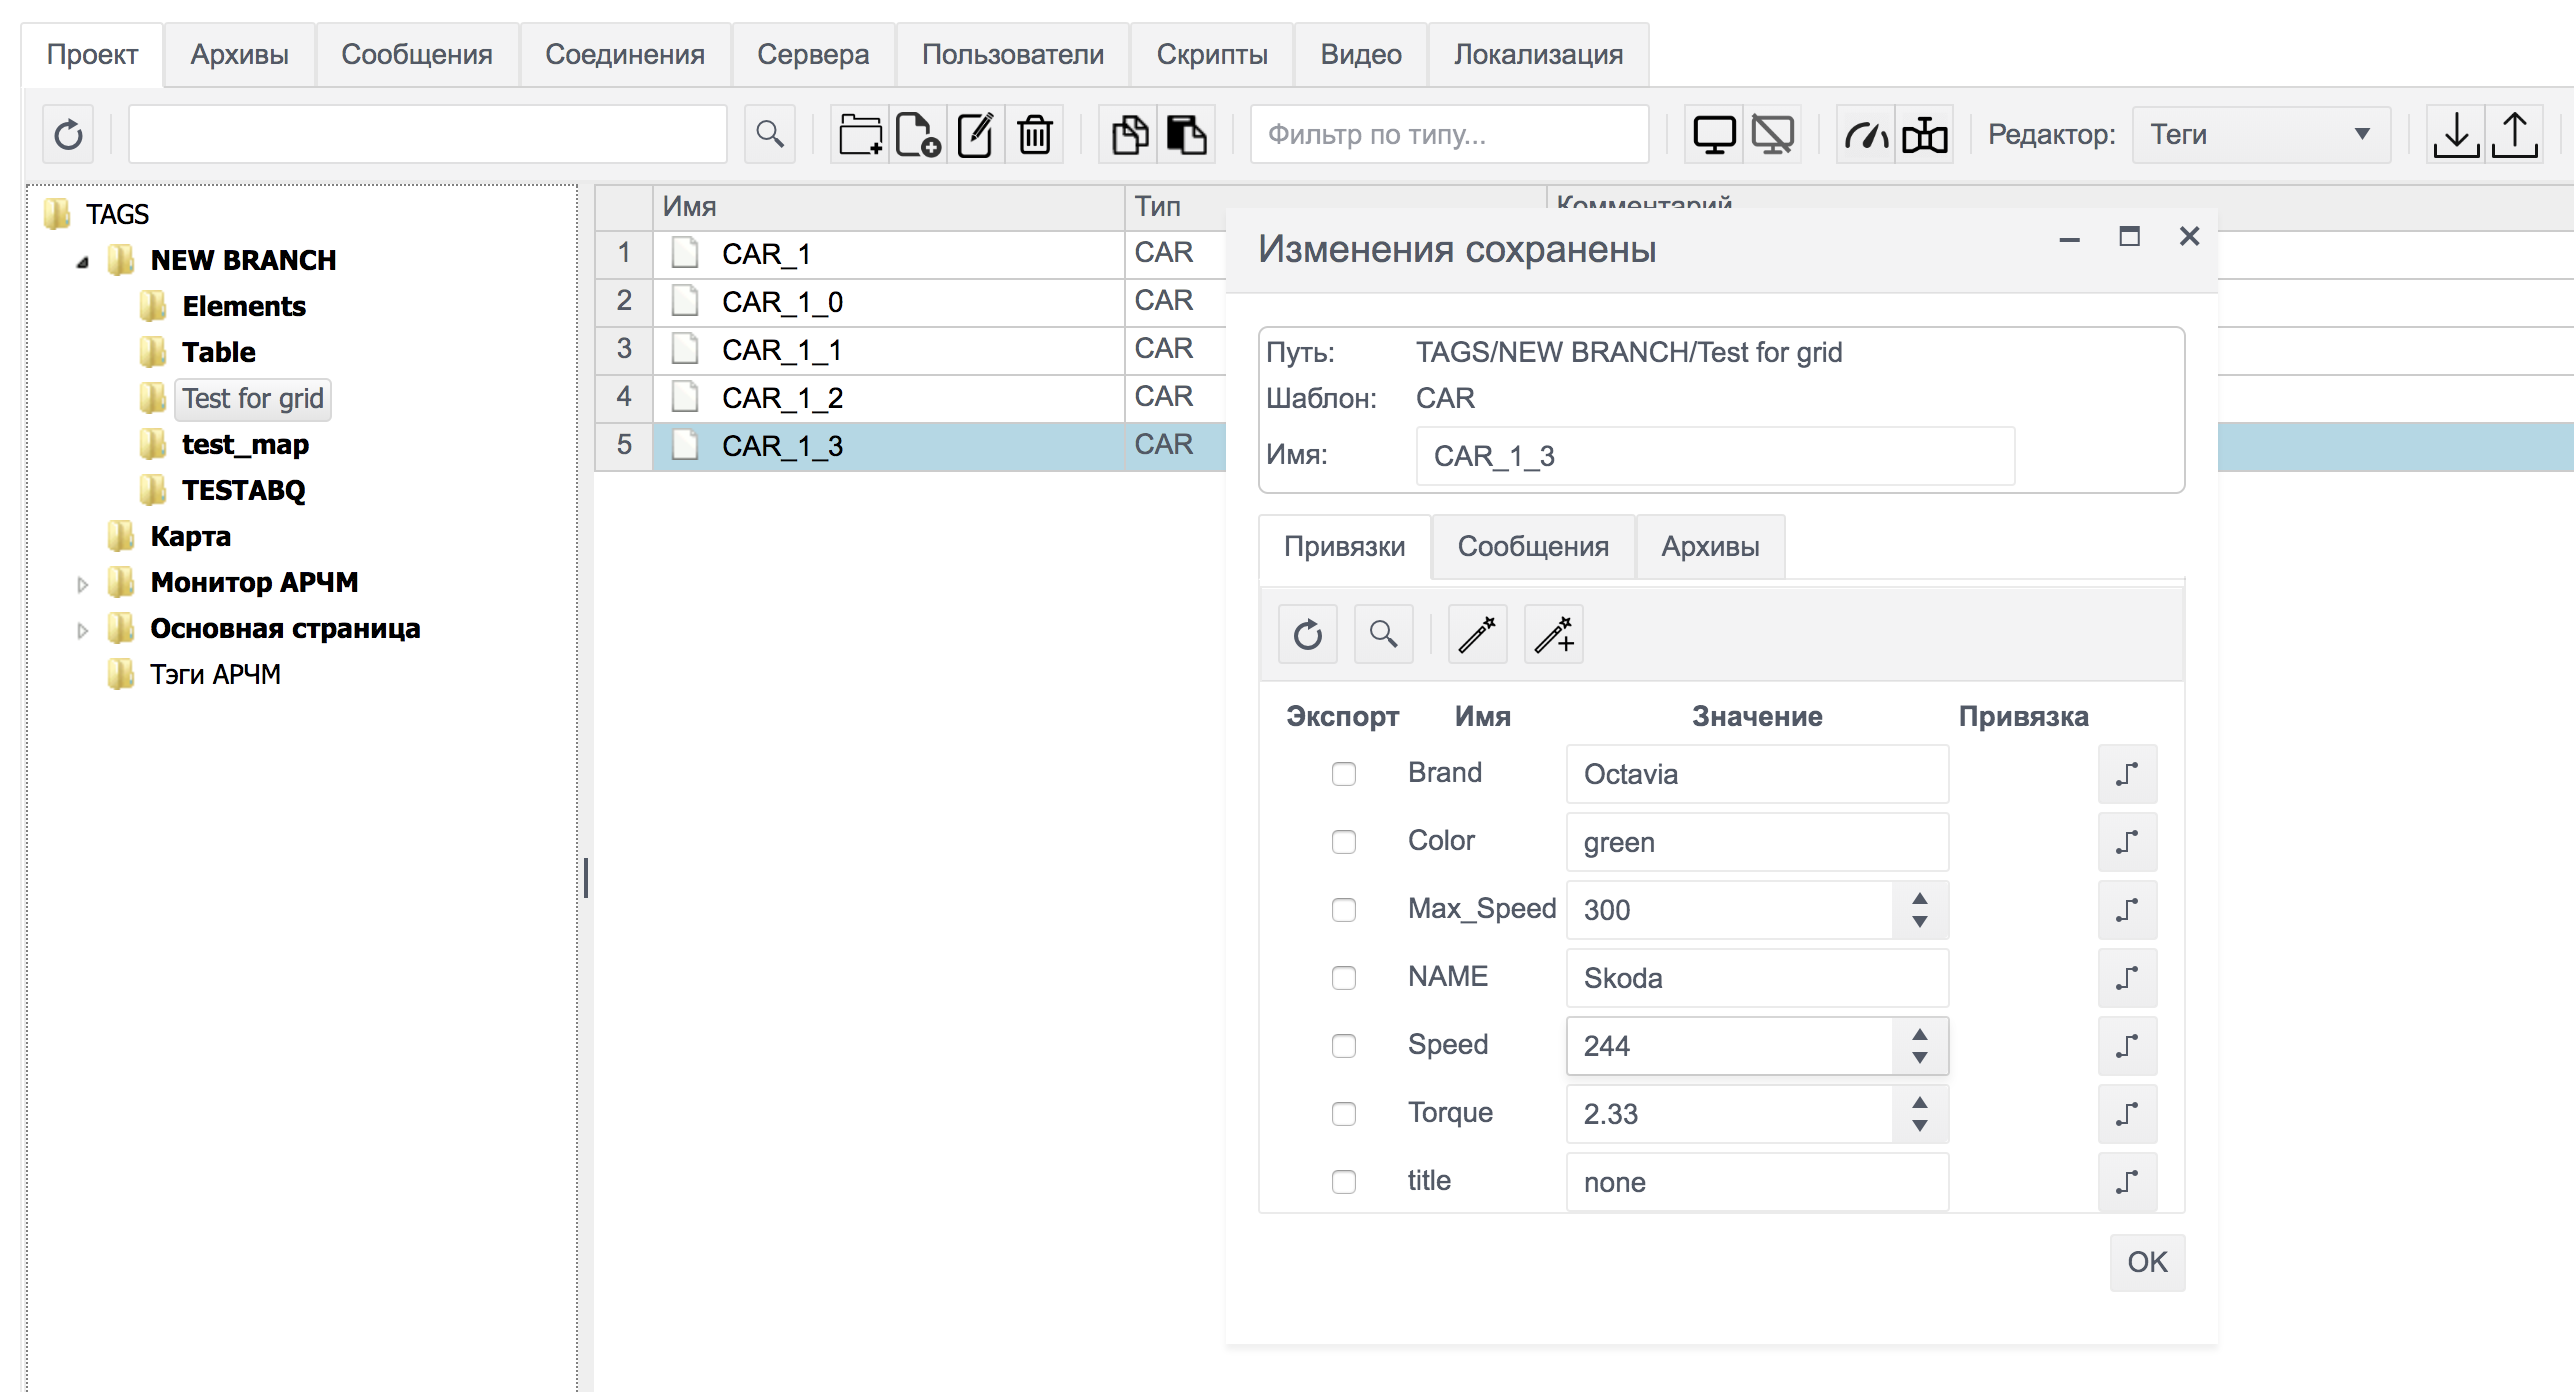 Проект Архивы Сообщения Соединения Сервера Пользователи Скрипты Видео Локализация
Фильтр по типу... Редактор: Теги
TAGS
NEW BRANCH
Elements
Table
Test for grid
test_map
TESTABQ
Карта
Монитор АРЧМ
Основная страница
Тэги АРЧМ
Имя Тип Комментарий
1 CAR_1 CAR
2 CAR_1_0 CAR
3 CAR_1_1 CAR
4 CAR_1_2 CAR
5 CAR_1_3 CAR
Изменения сохранены
Путь: TAGS/NEW BRANCH/Test for grid
Шаблон: CAR
Имя: CAR_1_3
Привязки Сообщения Архивы
Экспорт Имя Значение Привязка
Brand Octavia
Color green
Max_Speed 300
NAME Skoda
Speed 244
Torque 2.33
title none
OK